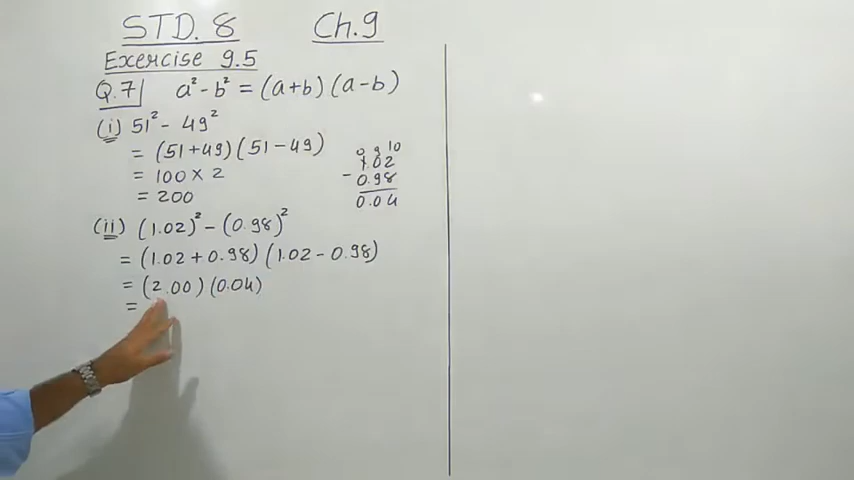 STD. 8 Ch.9
Exercise 9.5
Q.7 a² - b² = (a+b) (a-b)
(i) 51² - 49²
= (51+49) (51-49)
= 100 × 2
= 200
0 9 10
1.02
- 0.98
0.04
(ii) (1.02)² - (0.98)²
= (1.02 + 0.98) (1.02 - 0.98)
= (2.00) (0.04)
=